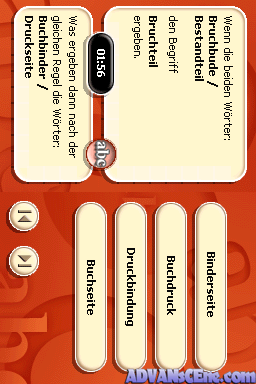 Wenn die beiden Wörter:
Bruchbude /
Bestandteil
den Begriff
Bruchteil
ergeben.
01:56
abc
Was ergeben dann nach der
gleichen Regel die Wörter:
Buchbinder /
Druckseite
Binderseite
Buchdruck
Druckbindung
Buchseite
ADVANSCENE.com